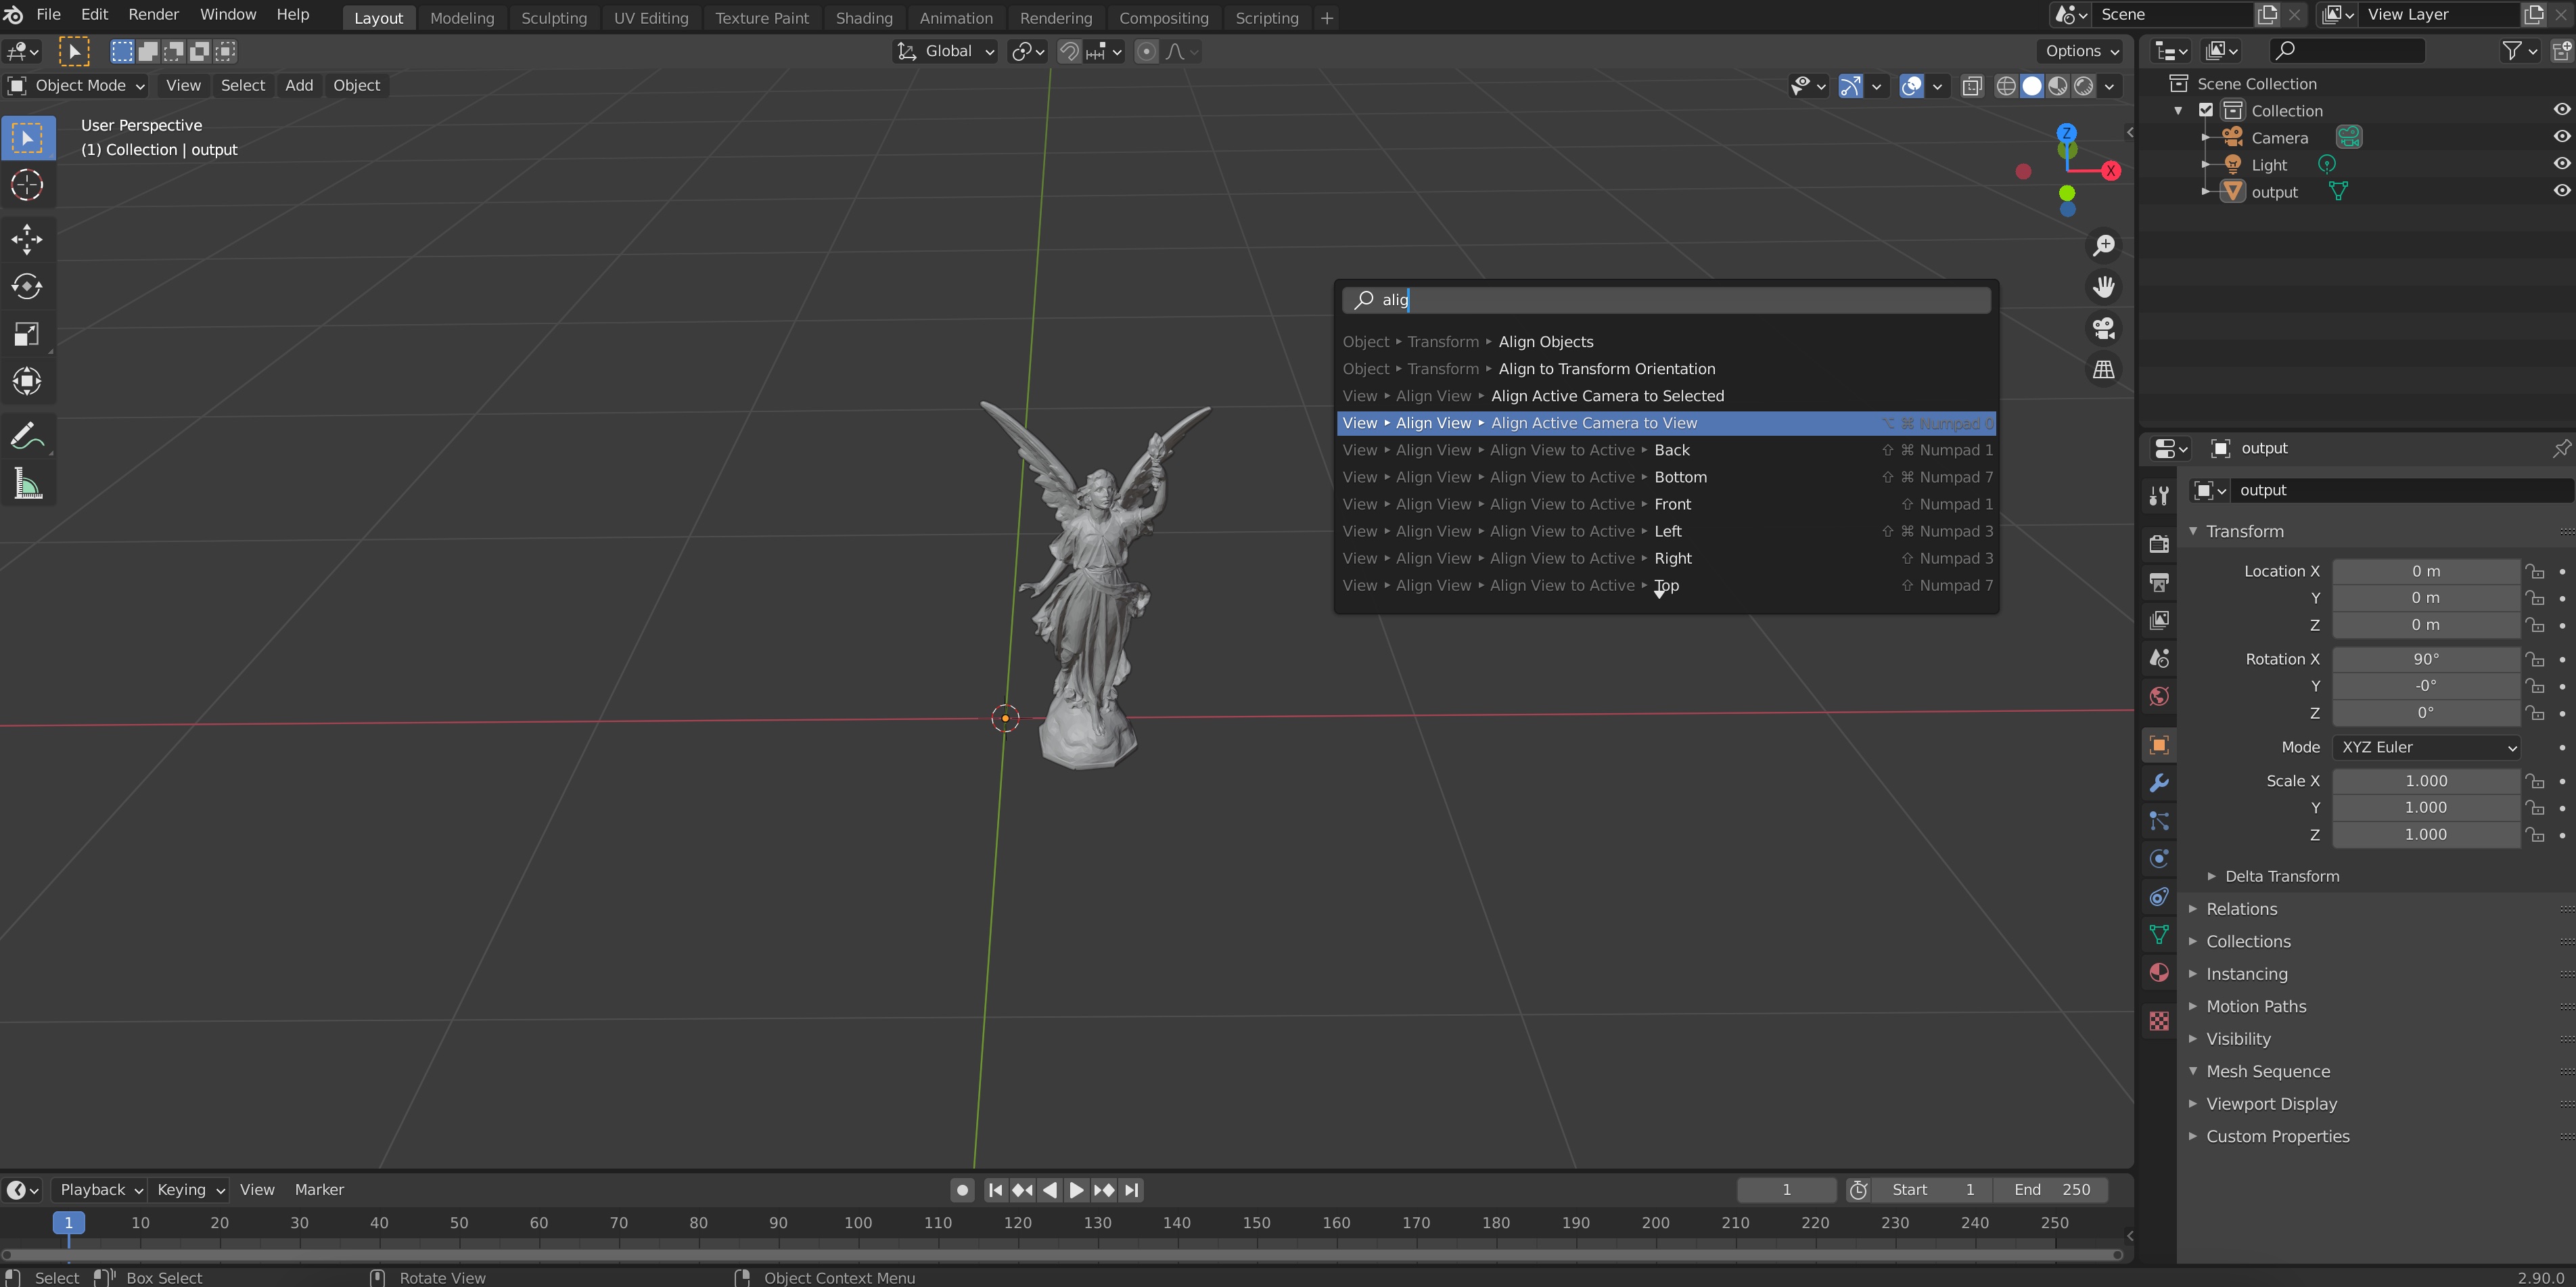 File Edit Render Window Help Layout Modeling Sculpting UV Editing Texture Paint Shading Animation Rendering Compositing Scripting + Scene View Layer
Global Options
Object Mode View Select Add Object
User Perspective
(1) Collection | output
Z
X
alig
Object ▸ Transform ▸ Align Objects
Object ▸ Transform ▸ Align to Transform Orientation
View ▸ Align View ▸ Align Active Camera to Selected
View ▸ Align View ▸ Align Active Camera to View ⌥ ⌘ Numpad 0
View ▸ Align View ▸ Align View to Active ▸ Back ⇧ ⌘ Numpad 1
View ▸ Align View ▸ Align View to Active ▸ Bottom ⇧ ⌘ Numpad 7
View ▸ Align View ▸ Align View to Active ▸ Front ⇧ Numpad 1
View ▸ Align View ▸ Align View to Active ▸ Left ⇧ ⌘ Numpad 3
View ▸ Align View ▸ Align View to Active ▸ Right ⇧ Numpad 3
View ▸ Align View ▸ Align View to Active ▸ Top ⇧ Numpad 7
Scene Collection
Collection
Camera
Light
output
output
output
Transform
Location X 0 m
Y 0 m
Z 0 m
Rotation X 90°
Y -0°
Z 0°
Mode XYZ Euler
Scale X 1.000
Y 1.000
Z 1.000
Delta Transform
Relations
Collections
Instancing
Motion Paths
Visibility
Mesh Sequence
Viewport Display
Custom Properties
Playback Keying View Marker 1 Start 1 End 250
1 10 20 30 40 50 60 70 80 90 100 110 120 130 140 150 160 170 180 190 200 210 220 230 240 250
Select Box Select Rotate View Object Context Menu 2.90.0